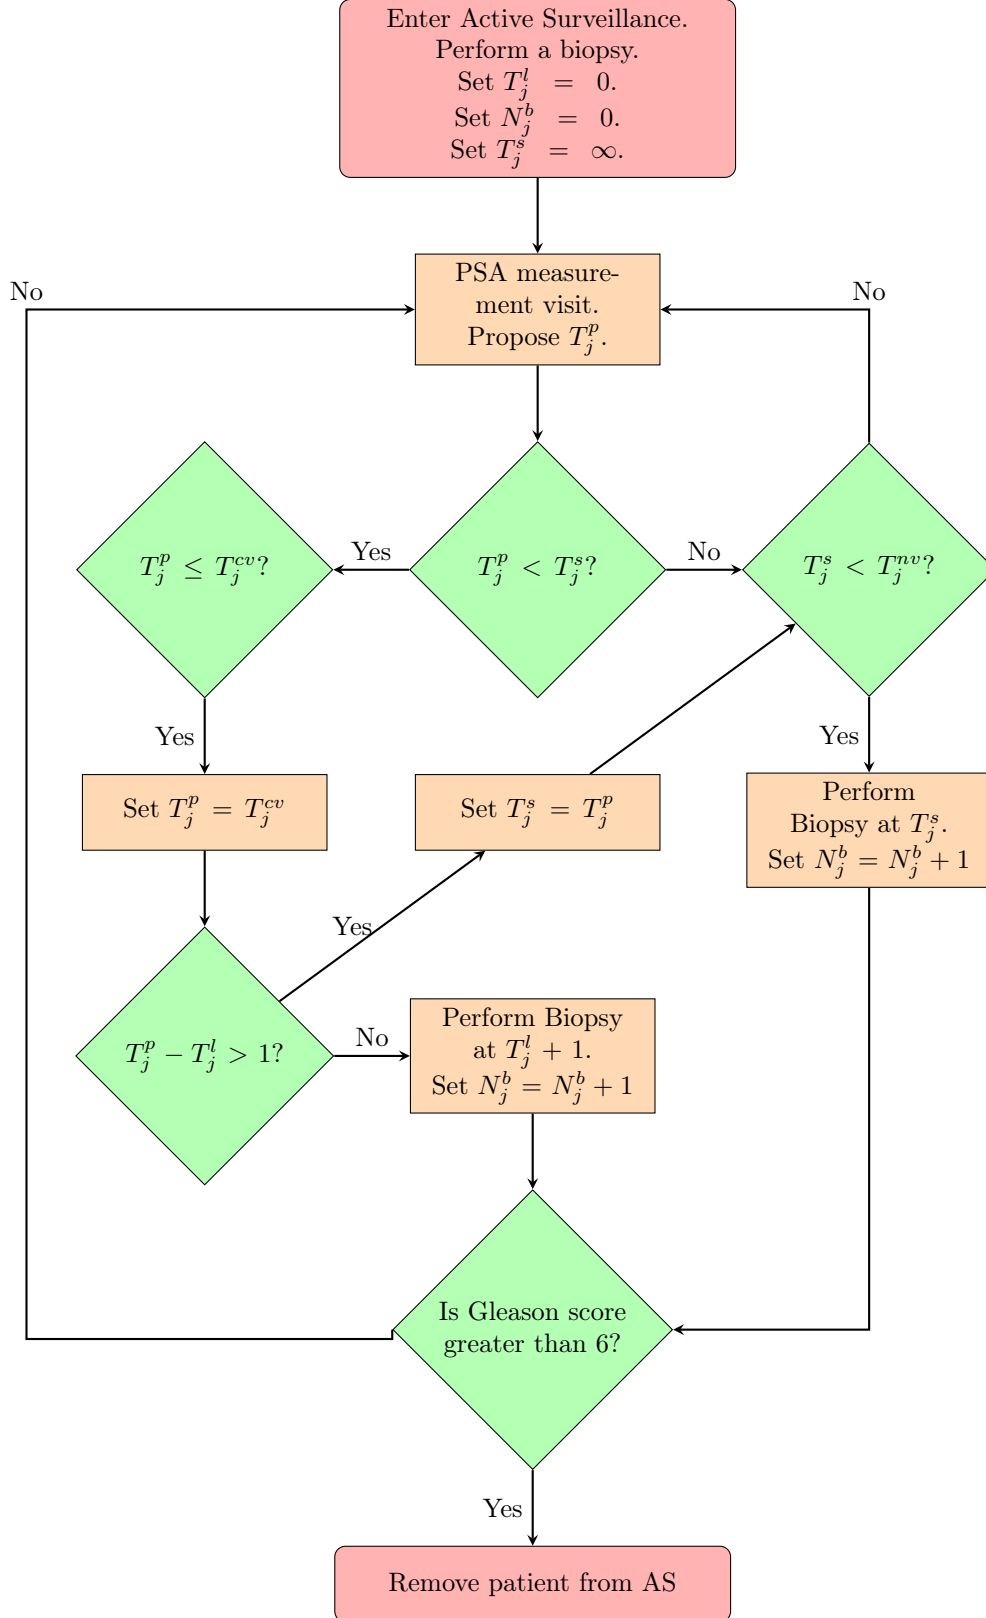 Enter Active Surveillance.
Perform a biopsy.
Set $T_j^l = 0$.
Set $N_j^b = 0$.
Set $T_j^s = \infty$.
PSA measure-
ment visit.
Propose $T_j^p$.
No
No
$T_j^p \leq T_j^{cv}$?
Yes
$T_j^p < T_j^s$?
No
$T_j^s < T_j^{nv}$?
Yes
Yes
Set $T_j^p = T_j^{cv}$
Set $T_j^s = T_j^p$
Perform
Biopsy at $T_j^s$.
Set $N_j^b = N_j^b + 1$
Yes
$T_j^p - T_j^l > 1$?
No
Perform Biopsy
at $T_j^l + 1$.
Set $N_j^b = N_j^b + 1$
Is Gleason score
greater than 6?
Yes
Remove patient from AS